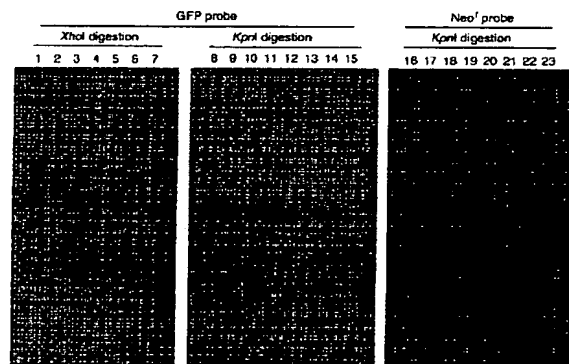 GFP probe Neoʳ probe
XhoI digestion KpnI digestion KpnI digestion
1 2 3 4 5 6 7 8 9 10 11 12 13 14 15 16 17 18 19 20 21 22 23